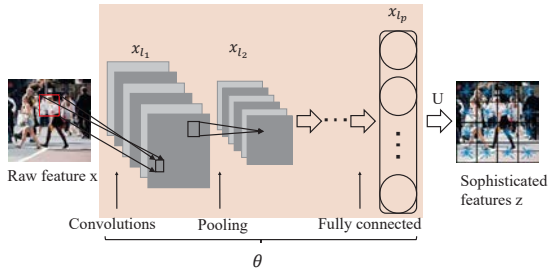 x_{l_1}
x_{l_2}
x_{l_p}
U
Raw feature x
Sophisticated
features z
Convolutions
Pooling
Fully connected
θ